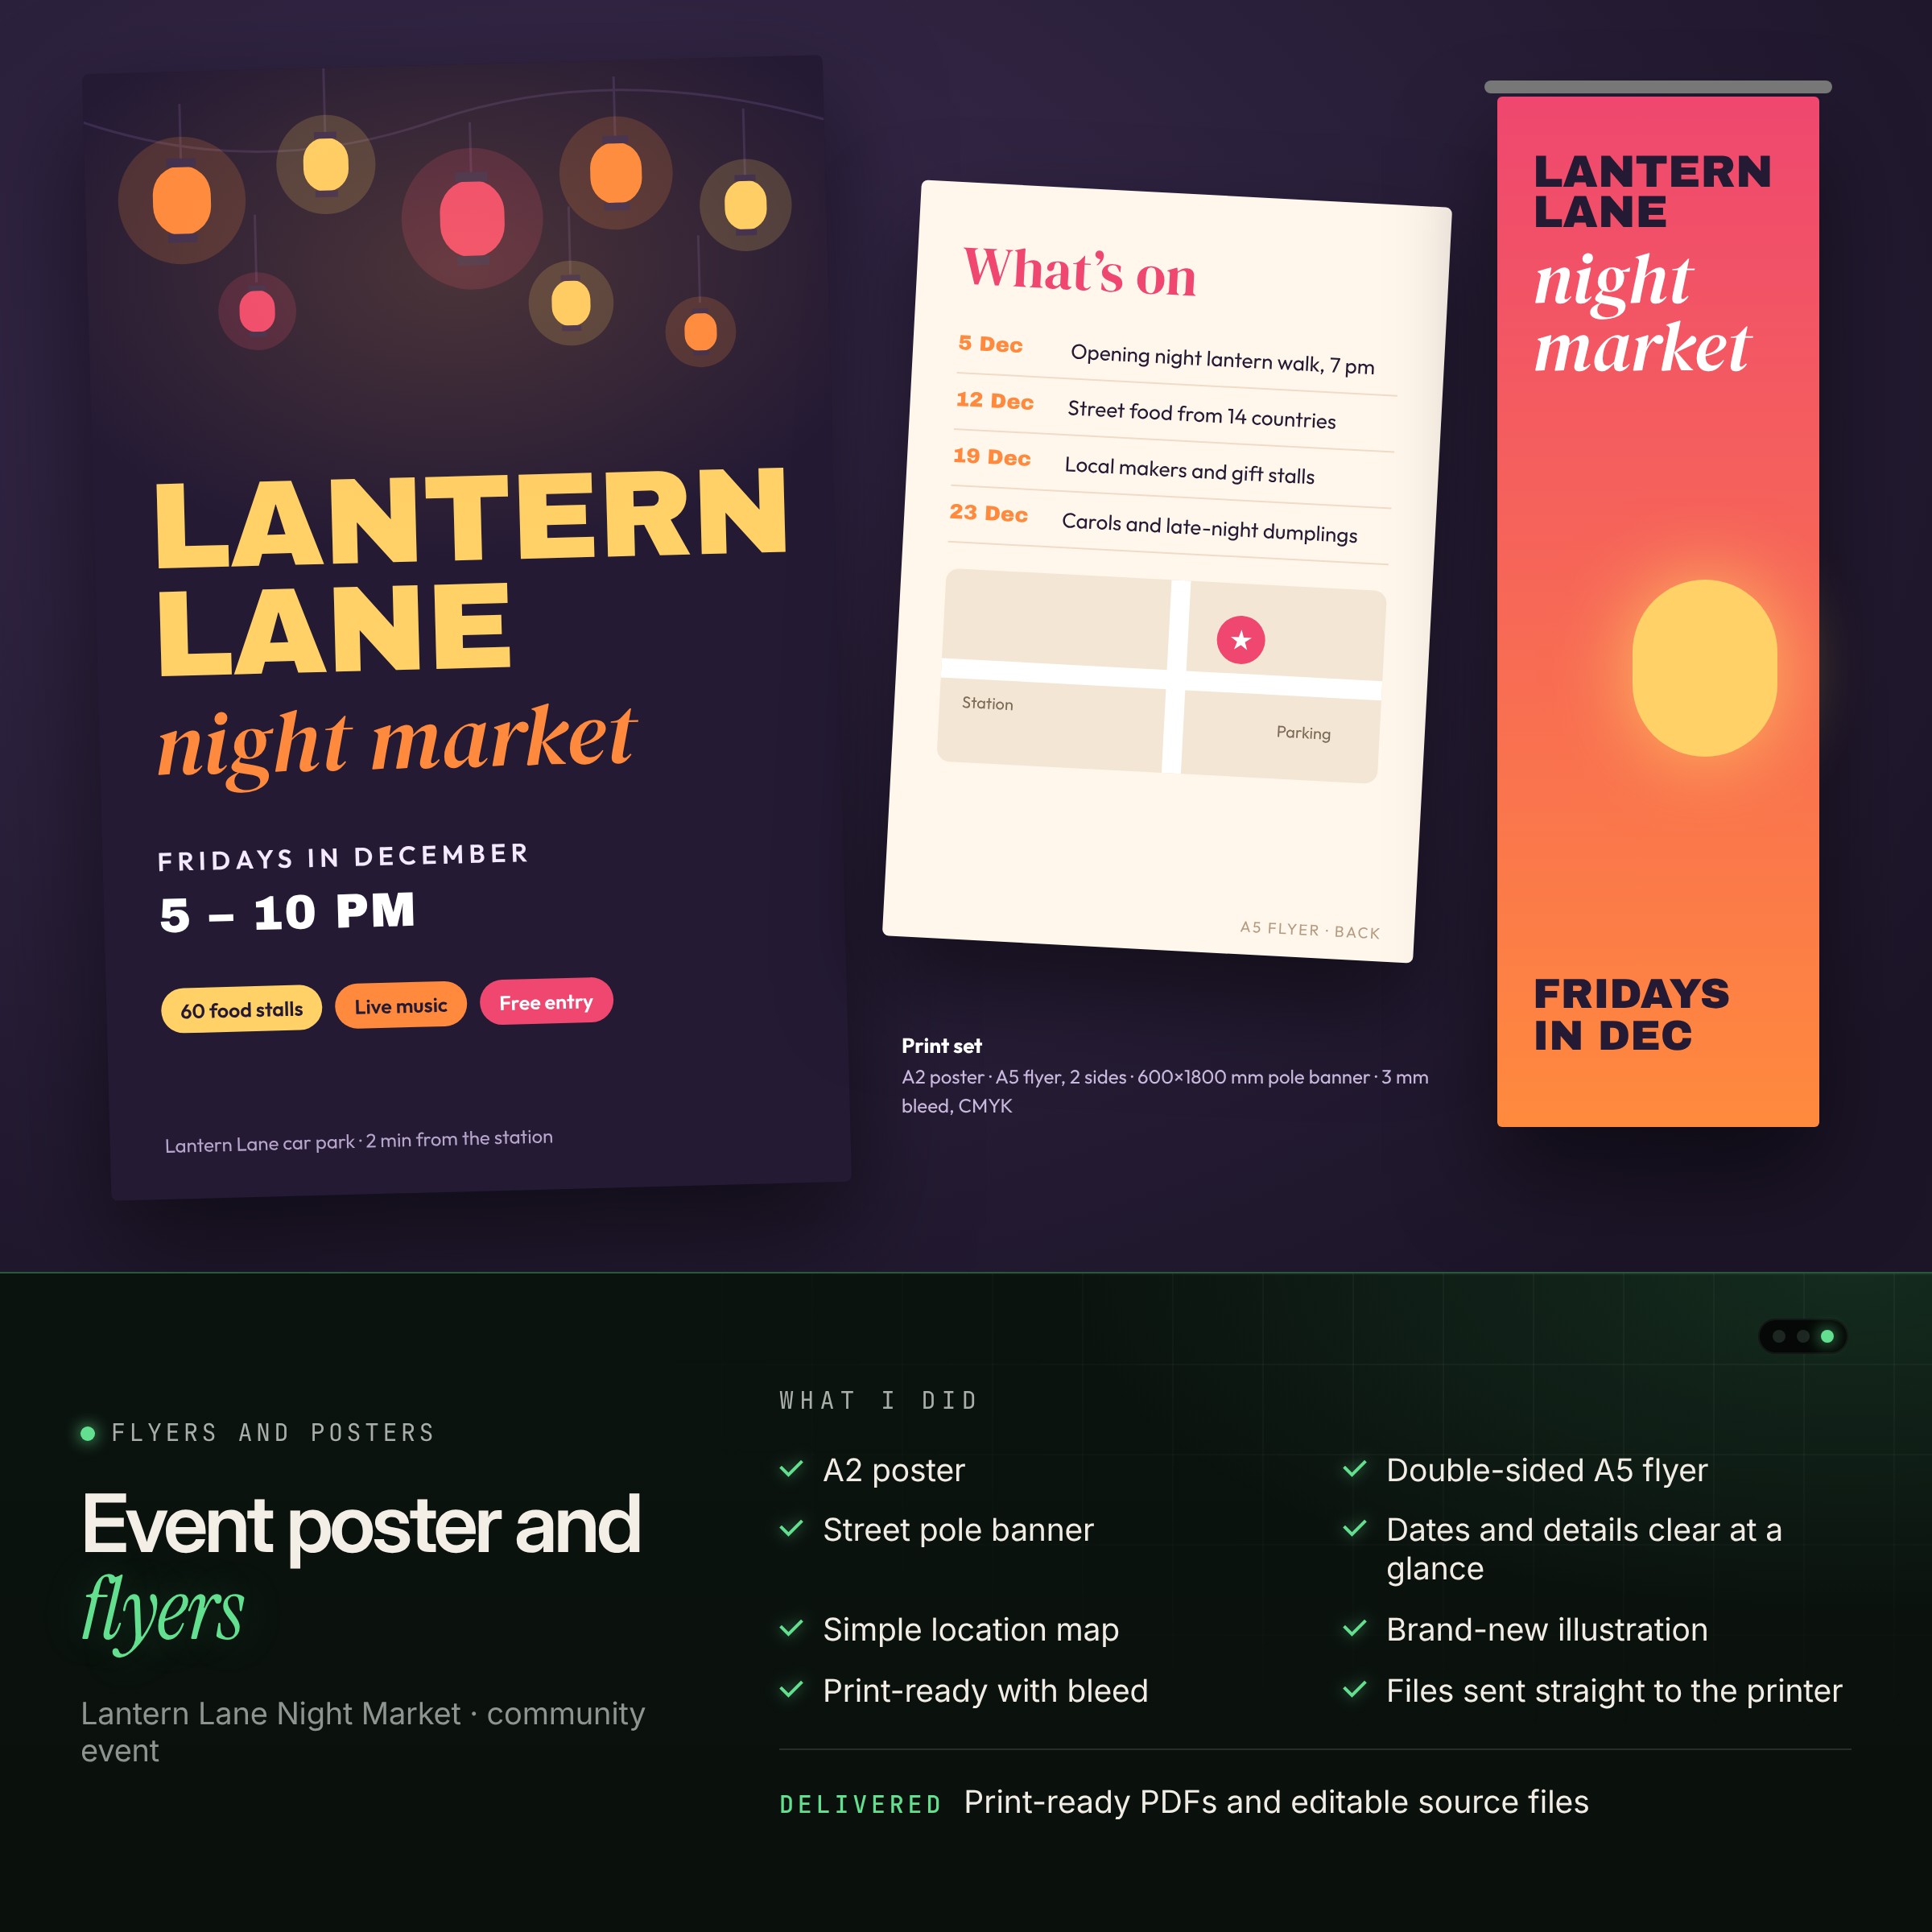 LANTERN
LANE
night market
FRIDAYS IN DECEMBER
5 – 10 PM
60 food stalls
Live music
Free entry
Lantern Lane car park · 2 min from the station
What's on
5 Dec Opening night lantern walk, 7 pm
12 Dec Street food from 14 countries
19 Dec Local makers and gift stalls
23 Dec Carols and late-night dumplings
Station
Parking
A5 FLYER · BACK
Print set
A2 poster · A5 flyer, 2 sides · 600×1800 mm pole banner · 3 mm
bleed, CMYK
LANTERN
LANE
night
market
FRIDAYS
IN DEC
FLYERS AND POSTERS
Event poster and
flyers
Lantern Lane Night Market · community
event
WHAT I DID
A2 poster
Double-sided A5 flyer
Street pole banner
Dates and details clear at a
glance
Simple location map
Brand-new illustration
Print-ready with bleed
Files sent straight to the printer
DELIVERED Print-ready PDFs and editable source files